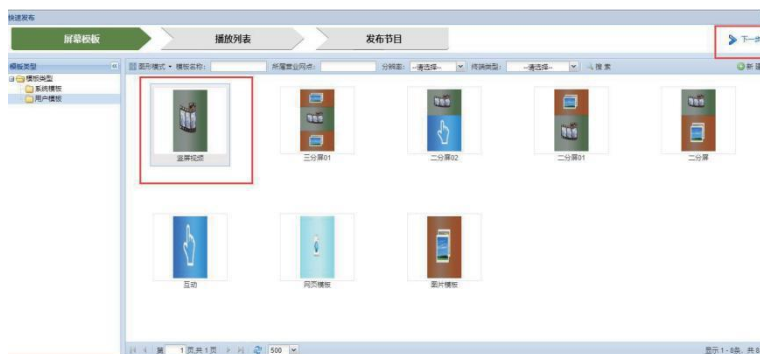 快速发布
屏幕模板 播放列表 发布节目 下一步
模板类型
模板类型
系统模板
用户模板
图形模式 模板名称: 所属营业网点: 分辨率: --请选择-- 终端类型: --请选择-- 搜索 新建
竖屏视频 三分屏01 二分屏02 二分屏01 二分屏
互动 网页模板 图片模板
第 1 页,共1页 500 显示 1 - 8条,共 8